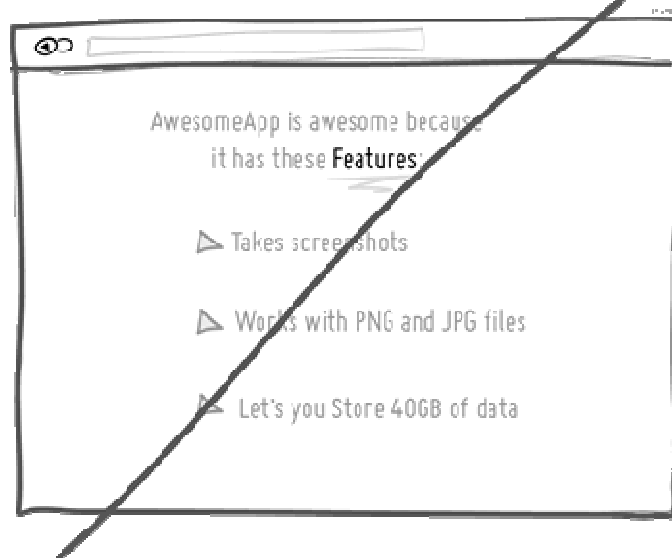 AwesomeApp is awesome because
it has these Features:
Takes screenshots
Works with PNG and JPG files
Let's you Store 40GB of data